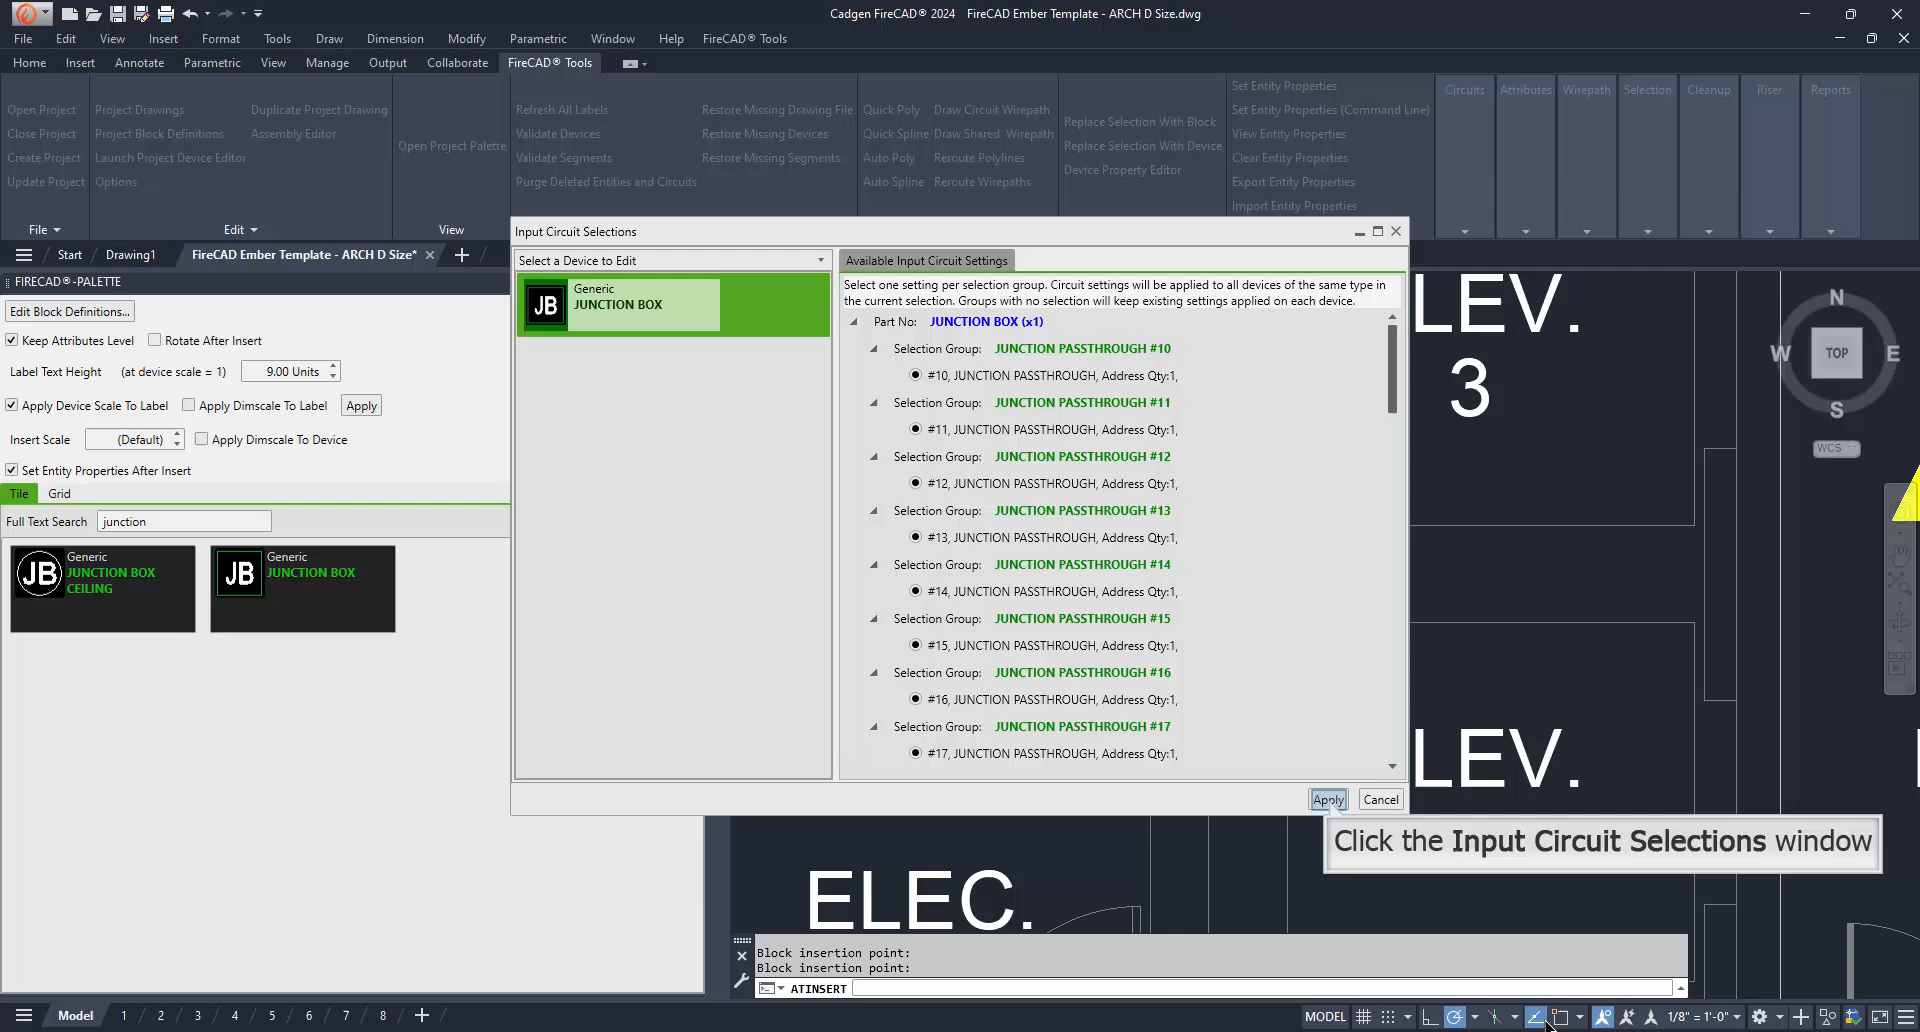 Cadgen FireCAD® 2024 FireCAD Ember Template - ARCH D Size.dwg
File Edit View Insert Format Tools Draw Dimension Modify Parametric Window Help FireCAD® Tools
Home Insert Annotate Parametric View Manage Output Collaborate FireCAD® Tools
Open Project
Close Project
Create Project
Update Project
File
Project Drawings
Project Block Definitions
Launch Project Device Editor
Options
Duplicate Project Drawing
Assembly Editor
Edit
Open Project Palette
View
Refresh All Labels
Validate Devices
Validate Segments
Purge Deleted Entities and Circuits
Restore Missing Drawing File
Restore Missing Devices
Restore Missing Segments
Quick Poly
Quick Spline
Auto Poly
Auto Spline
Draw Circuit Wirepath
Draw Shared Wirepath
Reroute Polylines
Reroute Wirepaths
Replace Selection With Block
Replace Selection With Device
Device Property Editor
Set Entity Properties
Set Entity Properties (Command Line)
View Entity Properties
Clear Entity Properties
Export Entity Properties
Import Entity Properties
Circuits Attributes Wirepath Selection Cleanup Riser Reports
Start Drawing1 FireCAD Ember Template - ARCH D Size*
FIRECAD®-PALETTE
Edit Block Definitions...
Keep Attributes Level Rotate After Insert
Label Text Height (at device scale = 1) 9.00 Units
Apply Device Scale To Label Apply Dimscale To Label Apply
Insert Scale (Default) Apply Dimscale To Device
Set Entity Properties After Insert
Tile Grid
Full Text Search junction
JB Generic
JUNCTION BOX
CEILING
JB Generic
JUNCTION BOX
Input Circuit Selections
Select a Device to Edit
JB Generic
JUNCTION BOX
Available Input Circuit Settings
Select one setting per selection group. Circuit settings will be applied to all devices of the same type in
the current selection. Groups with no selection will keep existing settings applied on each device.
Part No: JUNCTION BOX (x1)
Selection Group: JUNCTION PASSTHROUGH #10
#10, JUNCTION PASSTHROUGH, Address Qty:1,
Selection Group: JUNCTION PASSTHROUGH #11
#11, JUNCTION PASSTHROUGH, Address Qty:1,
Selection Group: JUNCTION PASSTHROUGH #12
#12, JUNCTION PASSTHROUGH, Address Qty:1,
Selection Group: JUNCTION PASSTHROUGH #13
#13, JUNCTION PASSTHROUGH, Address Qty:1,
Selection Group: JUNCTION PASSTHROUGH #14
#14, JUNCTION PASSTHROUGH, Address Qty:1,
Selection Group: JUNCTION PASSTHROUGH #15
#15, JUNCTION PASSTHROUGH, Address Qty:1,
Selection Group: JUNCTION PASSTHROUGH #16
#16, JUNCTION PASSTHROUGH, Address Qty:1,
Selection Group: JUNCTION PASSTHROUGH #17
#17, JUNCTION PASSTHROUGH, Address Qty:1,
Apply Cancel
Click the Input Circuit Selections window
LEV.
3
LEV.
ELEC.
N
W TOP E
S
WCS
Block insertion point:
Block insertion point:
ATINSERT
Model 1 2 3 4 5 6 7 8
MODEL 1/8" = 1'-0"